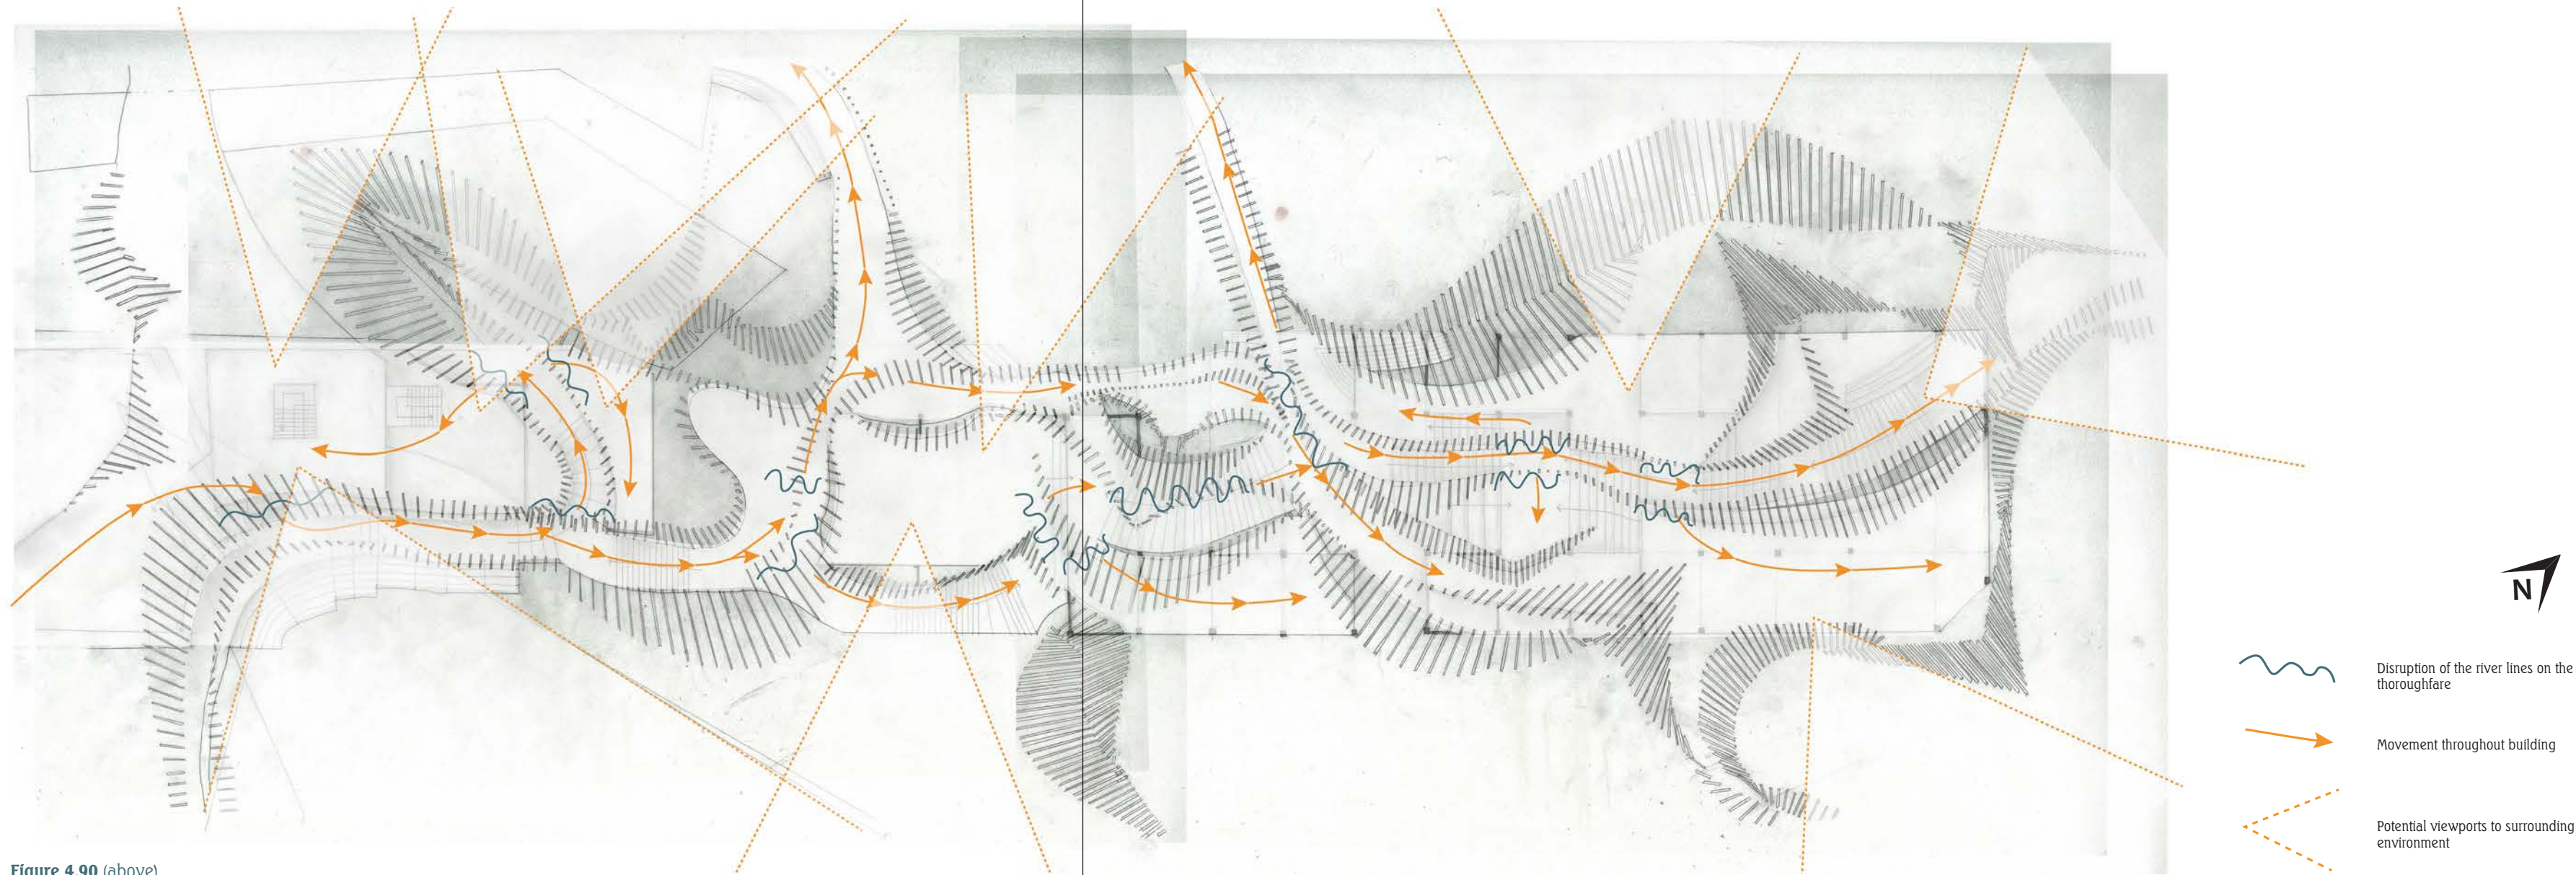 N
Disruption of the river lines on the
thoroughfare
Movement throughout building
Potential viewports to surrounding
environment
Figure 4.90 (above)